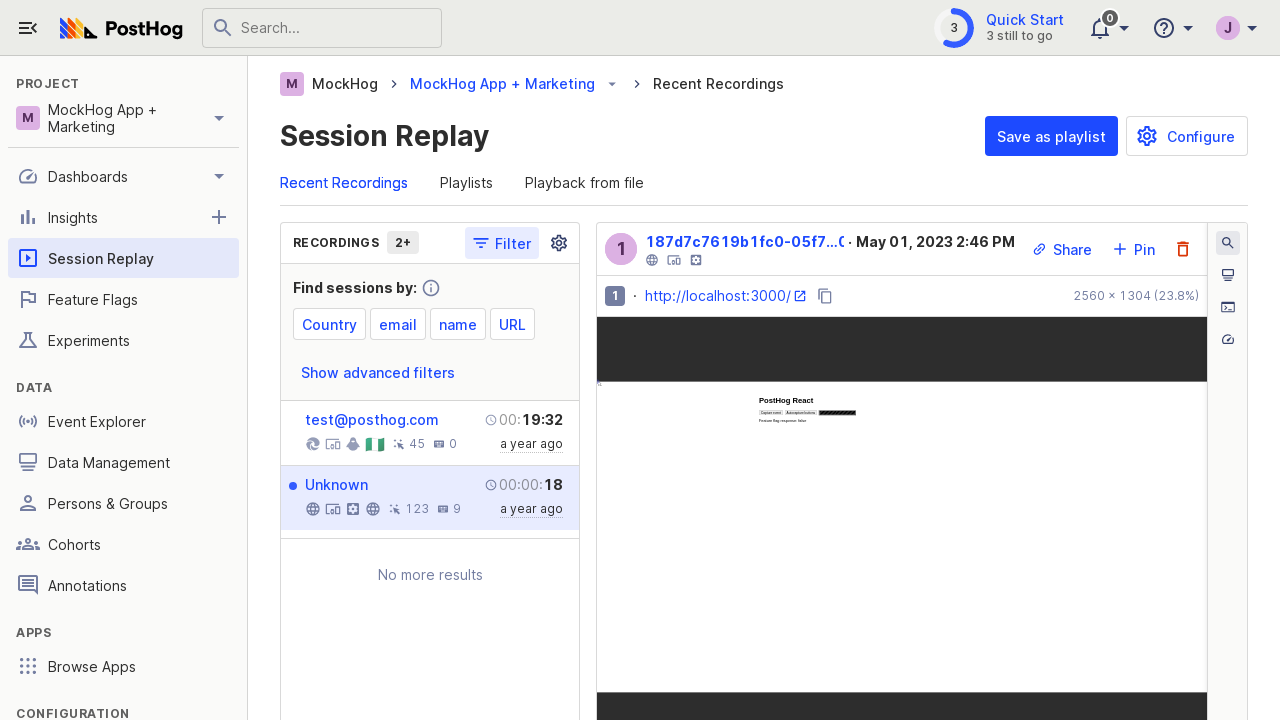 PostHog
Search...
3
Quick Start
3 still to go
0
J
PROJECT
M
MockHog App +
Marketing
Dashboards
Insights
Session Replay
Feature Flags
Experiments
DATA
Event Explorer
Data Management
Persons & Groups
Cohorts
Annotations
APPS
Browse Apps
CONFIGURATION
M MockHog > MockHog App + Marketing > Recent Recordings
Session Replay
Save as playlist
Configure
Recent Recordings
Playlists
Playback from file
RECORDINGS 2+
Filter
Find sessions by:
Country email name URL
Show advanced filters
test@posthog.com 00:19:32
45 0 a year ago
Unknown 00:00:18
123 9 a year ago
No more results
1
187d7c7619b1fc0-05f7...0 · May 01, 2023 2:46 PM
Share
Pin
1 · http://localhost:3000/
2560 × 1304 (23.8%)
PostHog React
Capture event Autocapture buttons
Feature flag response: false